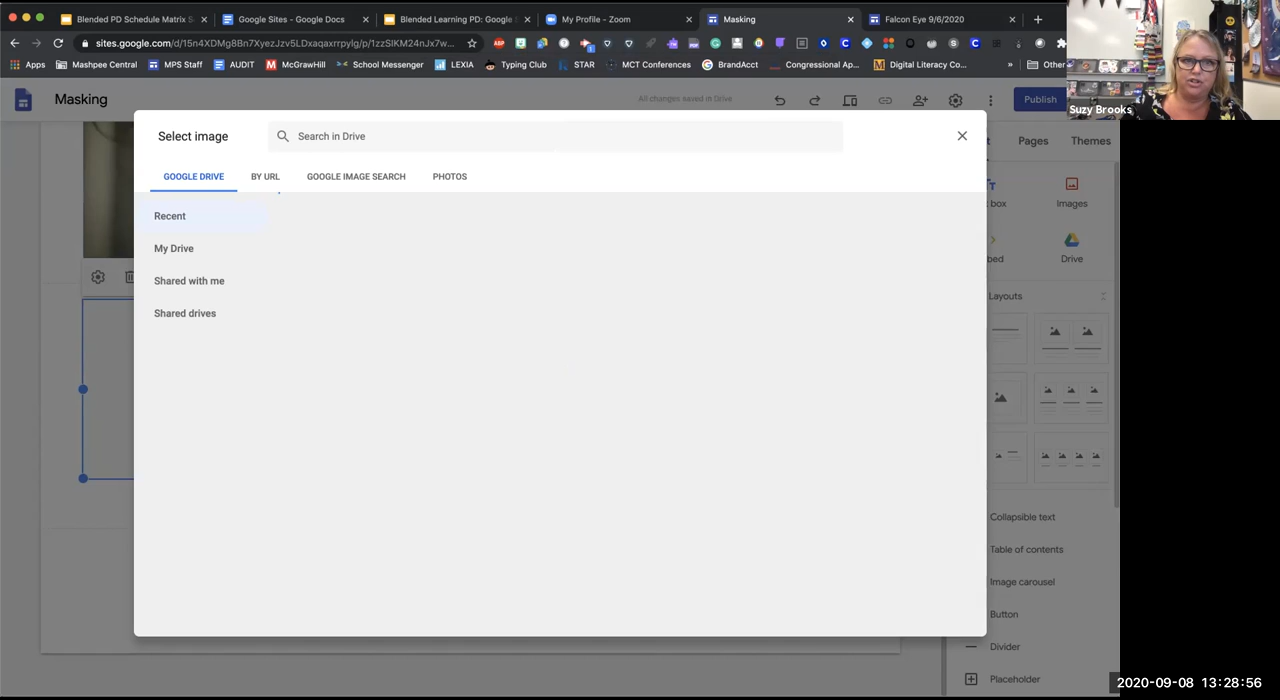 Blended PD Schedule Matrix S
Google Sites - Google Docs
Blended Learning PD: Google
My Profile - Zoom
Masking
Falcon Eye 9/6/2020
sites.google.com/d/15n4XDMg8Bn7XyezJzv5LDxaqaxrrpylg/p/1zzSIKM24nJx7w...
Apps
Mashpee Central
MPS Staff
AUDIT
McGrawHill
School Messenger
LEXIA
Typing Club
STAR
MCT Conferences
BrandAcct
Congressional Ap...
Digital Literacy Co...
»
Other
Suzy Brooks
Masking
All changes saved in Drive
Publish
Select image
Search in Drive
Pages
Themes
GOOGLE DRIVE
BY URL
GOOGLE IMAGE SEARCH
PHOTOS
box
Images
Recent
My Drive
Shared with me
Shared drives
bed
Drive
Layouts
Collapsible text
Table of contents
Image carousel
Button
Divider
Placeholder
2020-09-08 13:28:56